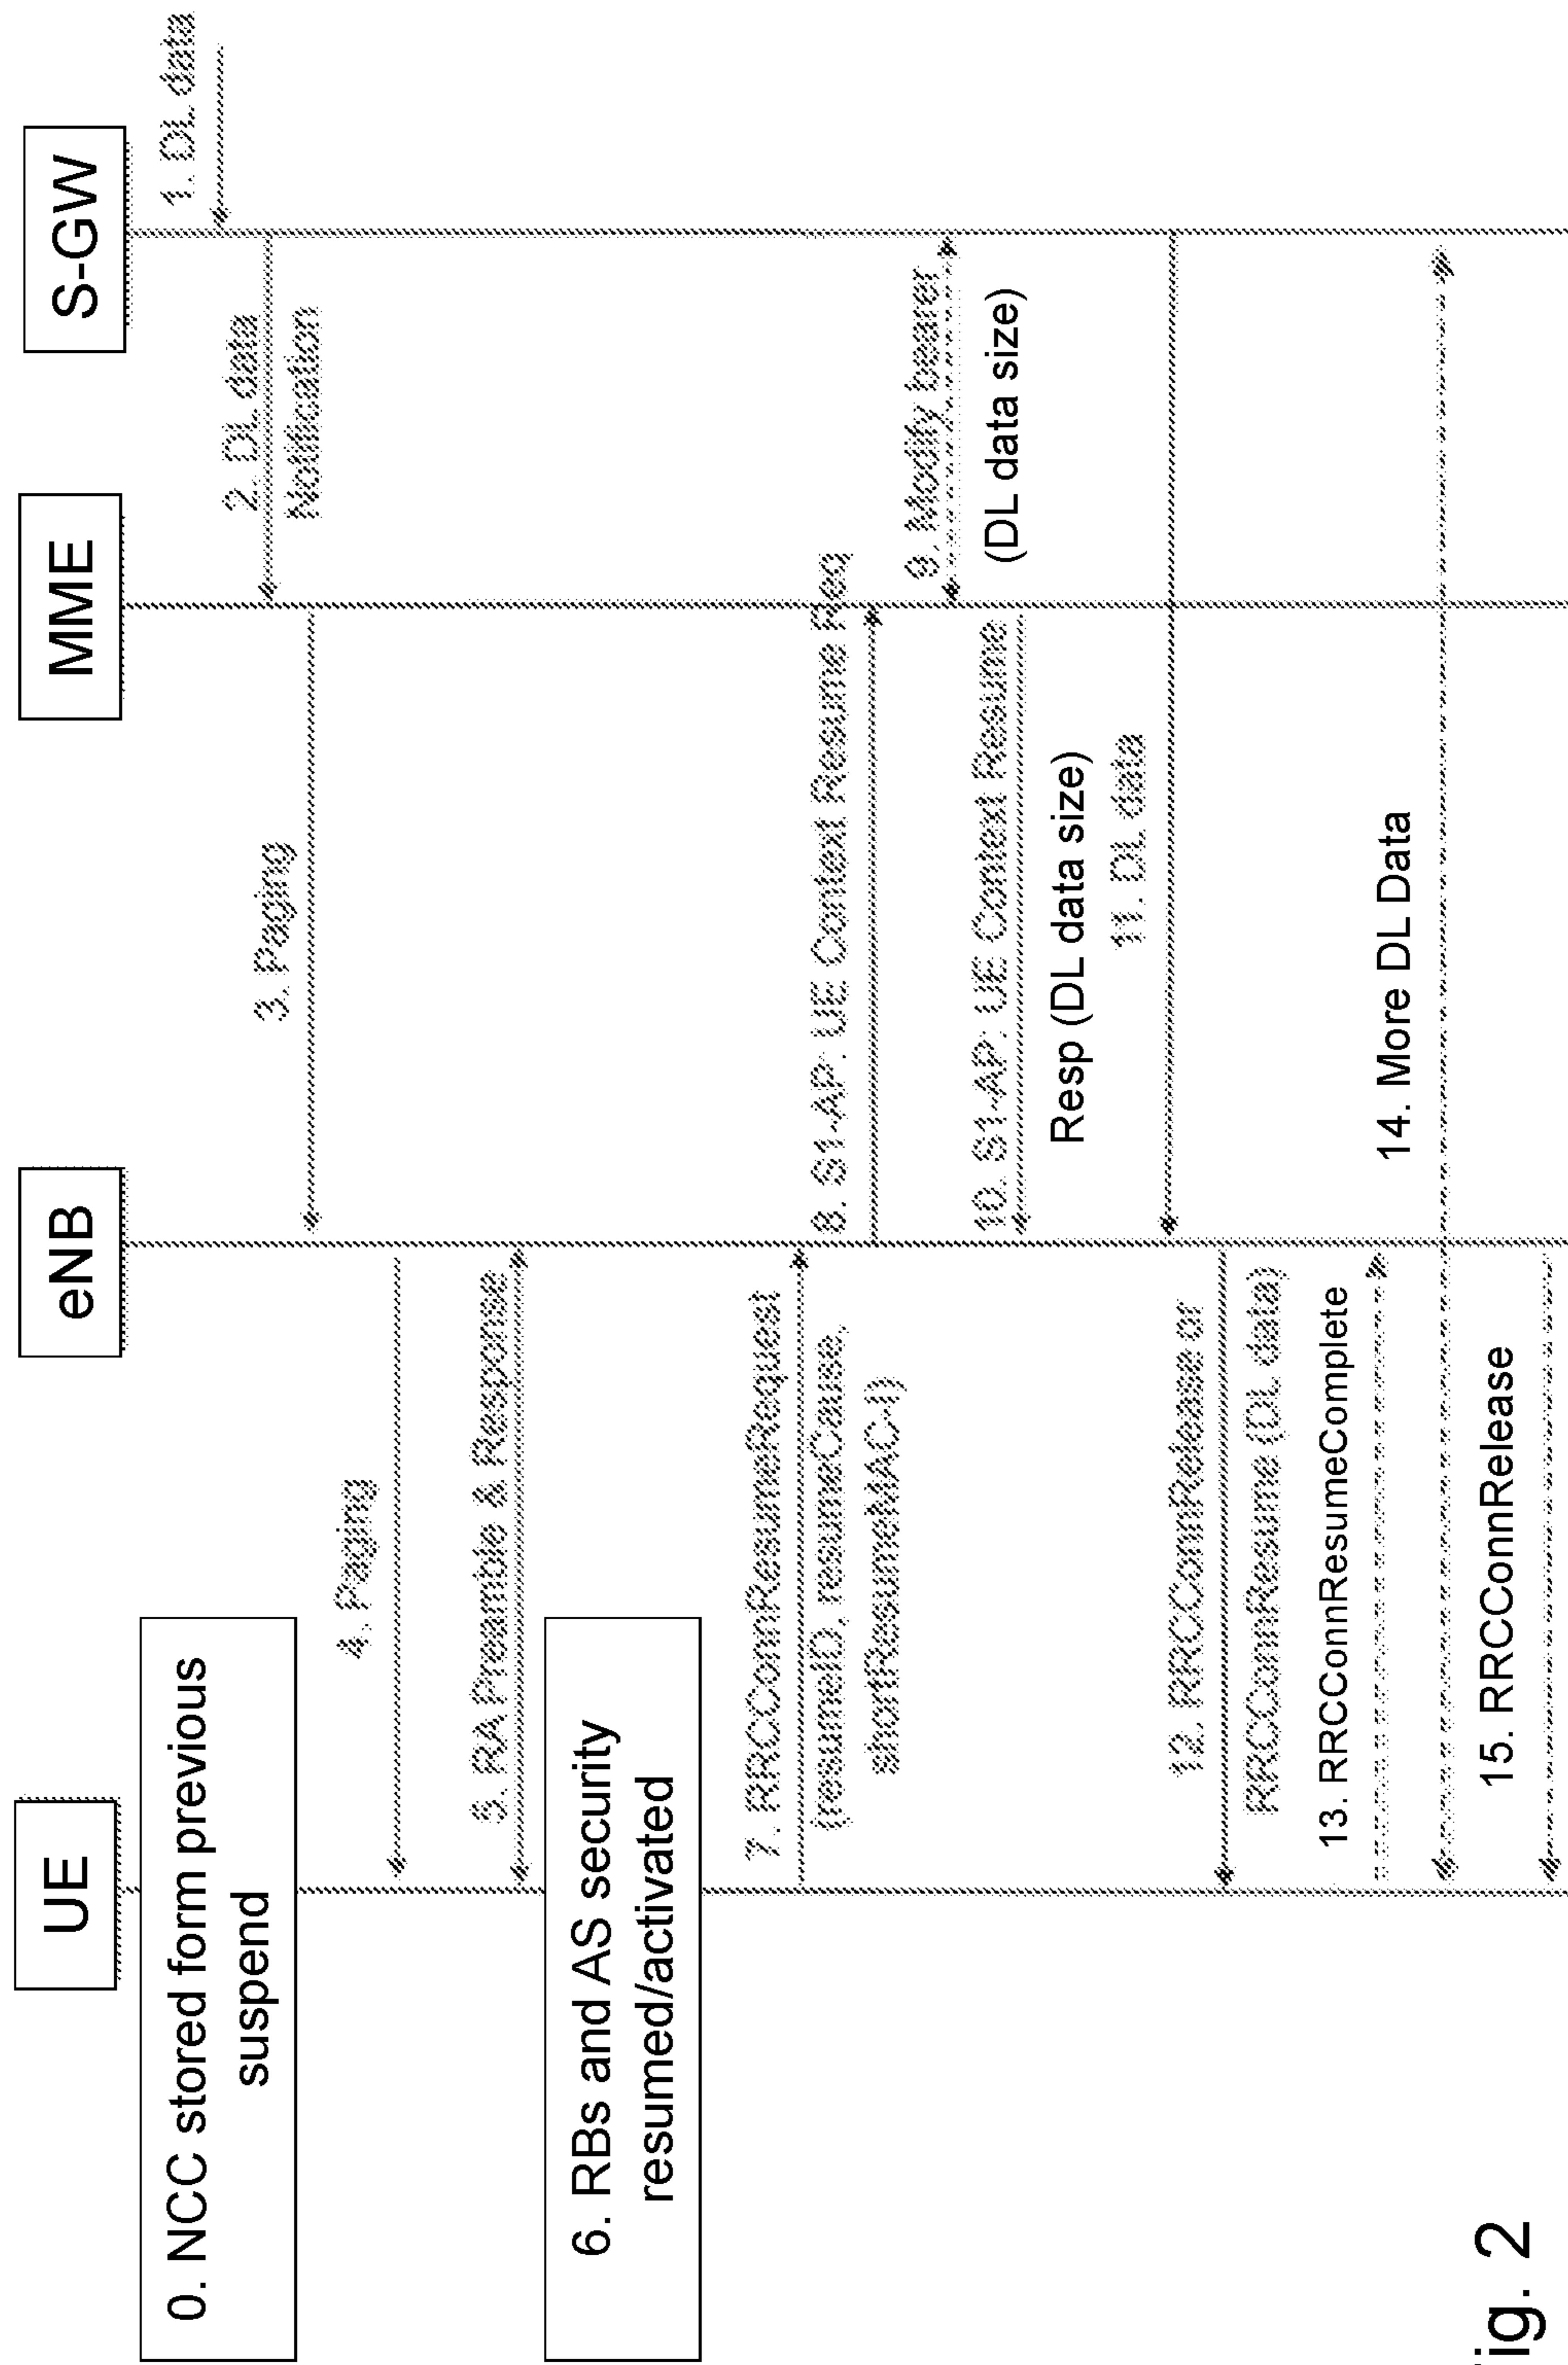 UE
eNB
MME
S-GW
0. NCC stored form previous
suspend
1. DL data
2. DL data
Notification
3. Paging
4. Paging
5. RA Preamble & Response
6. RBs and AS security
resumed/activated
7. RRCConnResumeRequest
(resumeID, resumeCause,
shortResumeMAC-I)
8. S1-AP: UE Context Resume Req
9. Modify bearer
(DL data size)
10. S1-AP: UE Context Resume
Resp (DL data size)
11. DL data
12. RRCConnRelease or
RRCConnResume (DL data)
13. RRCConnResumeComplete
14. More DL Data
15. RRCConnRelease
ig. 2